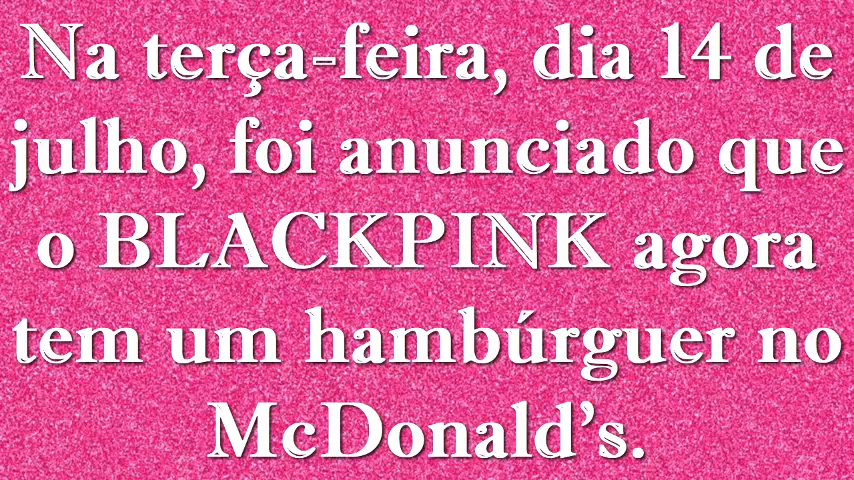 Na terça-feira, dia 14 de
julho, foi anunciado que
o BLACKPINK agora
tem um hambúrguer no
McDonald’s.